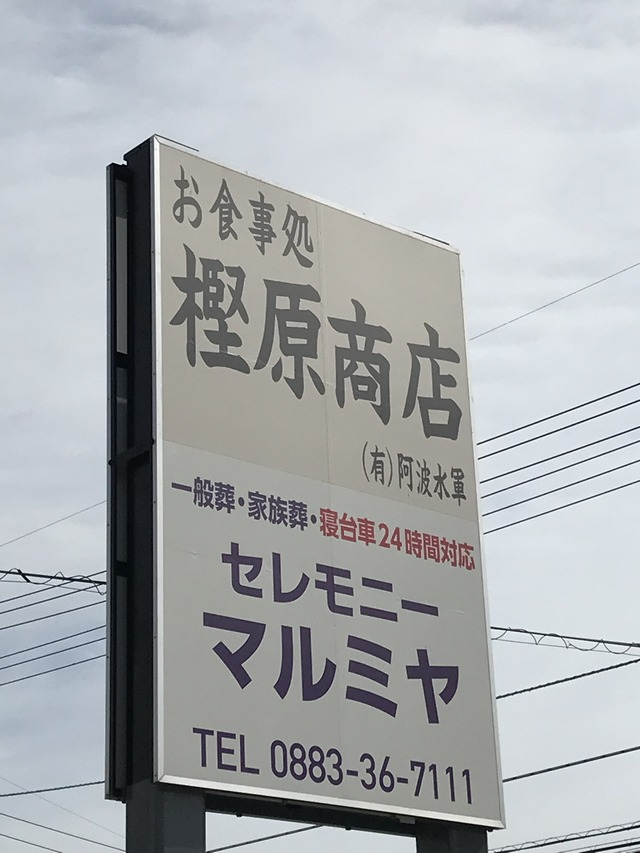 お食事処
樫原商店
(有)阿波水軍
一般葬・家族葬・寝台車24時間対応
セレモニー
マルミヤ
TEL 0883-36-7111